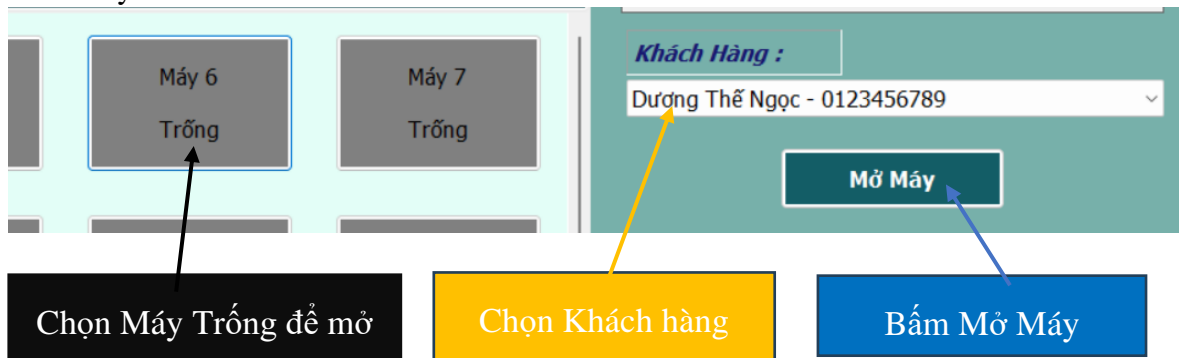 Máy 6
Trống
Máy 7
Trống
Khách Hàng :
Dương Thế Ngọc - 0123456789
Mở Máy
Chọn Máy Trống để mở
Chọn Khách hàng
Bấm Mở Máy